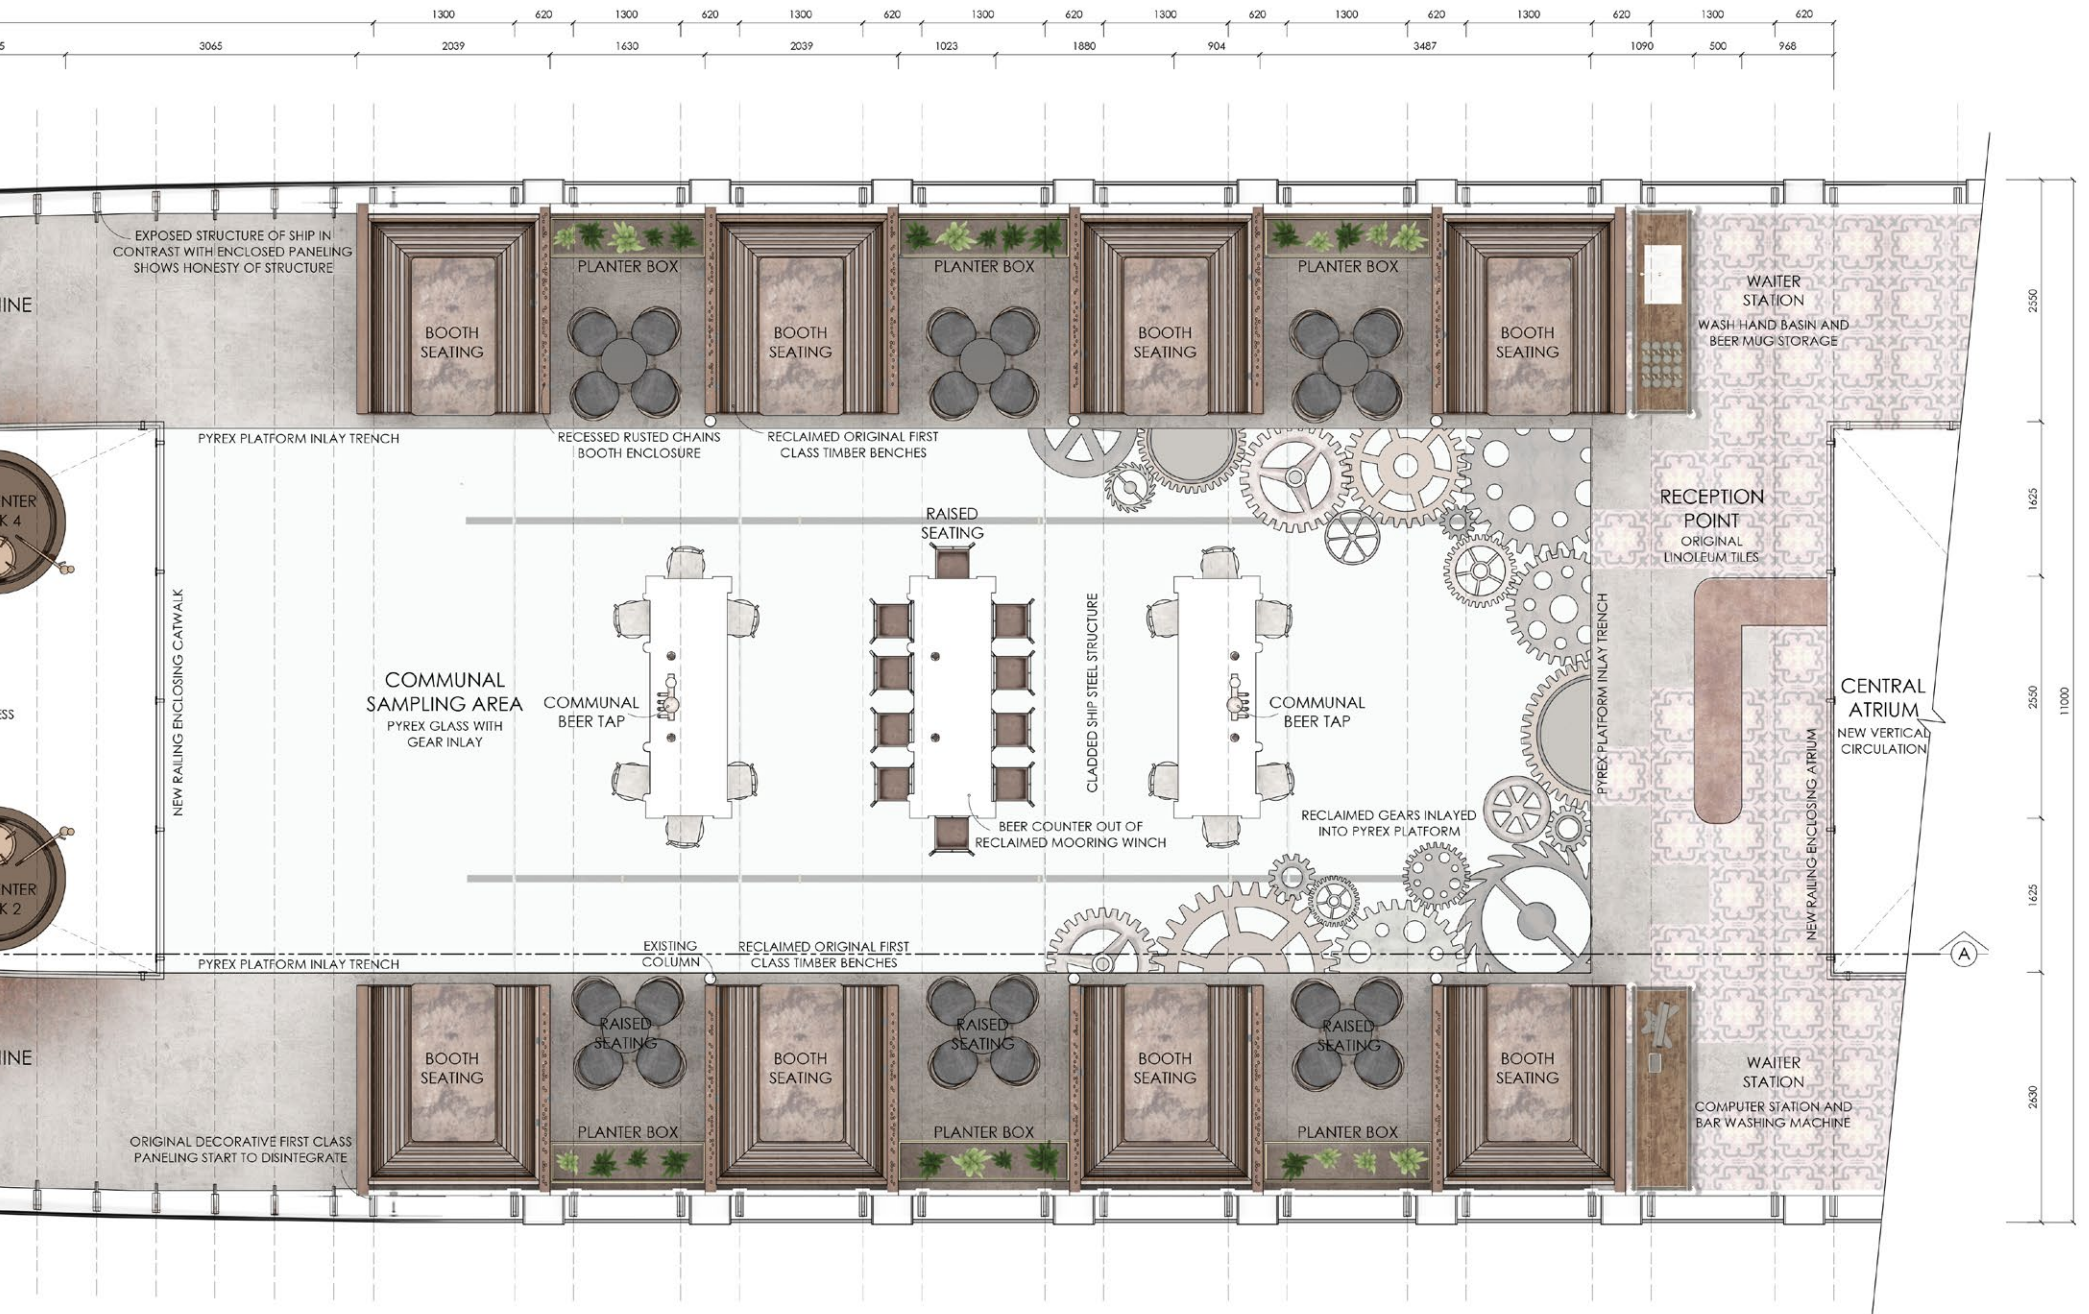 1300 620 1300 620 1300 620 1300 620 1300 620 1300 620 1300 620 1300 620
5 3065 2039 1630 2039 1023 1880 904 3487 1090 500 968
EXPOSED STRUCTURE OF SHIP IN
CONTRAST WITH ENCLOSED PANELING
SHOWS HONESTY OF STRUCTURE
INE
PLANTER BOX
PLANTER BOX
PLANTER BOX
BOOTH
SEATING
BOOTH
SEATING
BOOTH
SEATING
BOOTH
SEATING
WAITER
STATION
WASH HAND BASIN AND
BEER MUG STORAGE
2550
PYREX PLATFORM INLAY TRENCH
RECESSED RUSTED CHAINS
BOOTH ENCLOSURE
RECLAIMED ORIGINAL FIRST
CLASS TIMBER BENCHES
NTER
K 4
RAISED
SEATING
RECEPTION
POINT
ORIGINAL
LINOLEUM TILES
1625
NEW RAILING ENCLOSING CATWALK
COMMUNAL
SAMPLING AREA
PYREX GLASS WITH
GEAR INLAY
COMMUNAL
BEER TAP
CLADDED SHIP STEEL STRUCTURE
COMMUNAL
BEER TAP
PYREX PLATFORM INLAY TRENCH
NEW RAILING ENCLOSING ATRIUM
CENTRAL
ATRIUM
NEW VERTICAL
CIRCULATION
2550
11000
ESS
BEER COUNTER OUT OF
RECLAIMED MOORING WINCH
RECLAIMED GEARS INLAYED
INTO PYREX PLATFORM
NTER
K 2
1625
EXISTING
COLUMN
RECLAIMED ORIGINAL FIRST
CLASS TIMBER BENCHES
PYREX PLATFORM INLAY TRENCH
A
RAISED
SEATING
RAISED
SEATING
RAISED
SEATING
INE
BOOTH
SEATING
BOOTH
SEATING
BOOTH
SEATING
BOOTH
SEATING
WAITER
STATION
COMPUTER STATION AND
BAR WASHING MACHINE
2630
PLANTER BOX
PLANTER BOX
PLANTER BOX
ORIGINAL DECORATIVE FIRST CLASS
PANELING START TO DISINTEGRATE